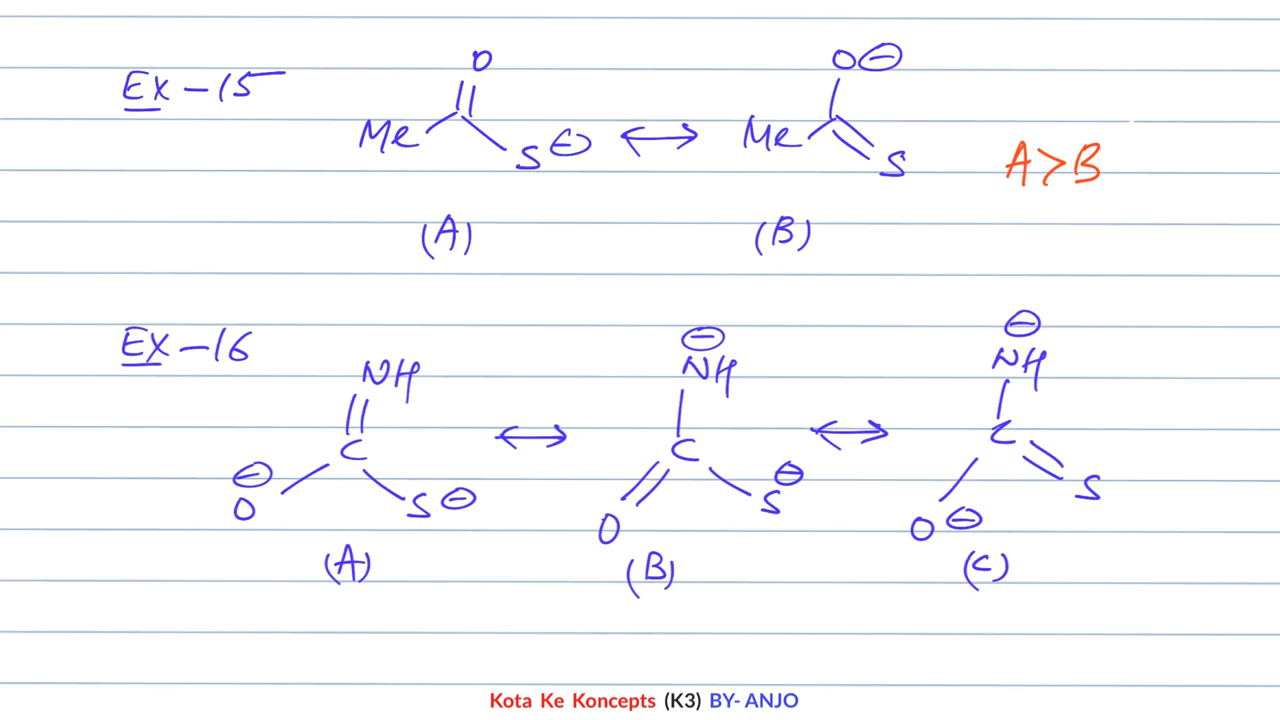 Ex-15
O
Me S⊖ ↔ Me S
O⊖
A>B
(A) (B)
Ex-16
NH ⊖NH ⊖NH
C ↔ C ↔ C
⊖O S⊖ O S⊖ O⊖ S
(A) (B) (C)
Kota Ke Koncepts (K3) BY- ANJO